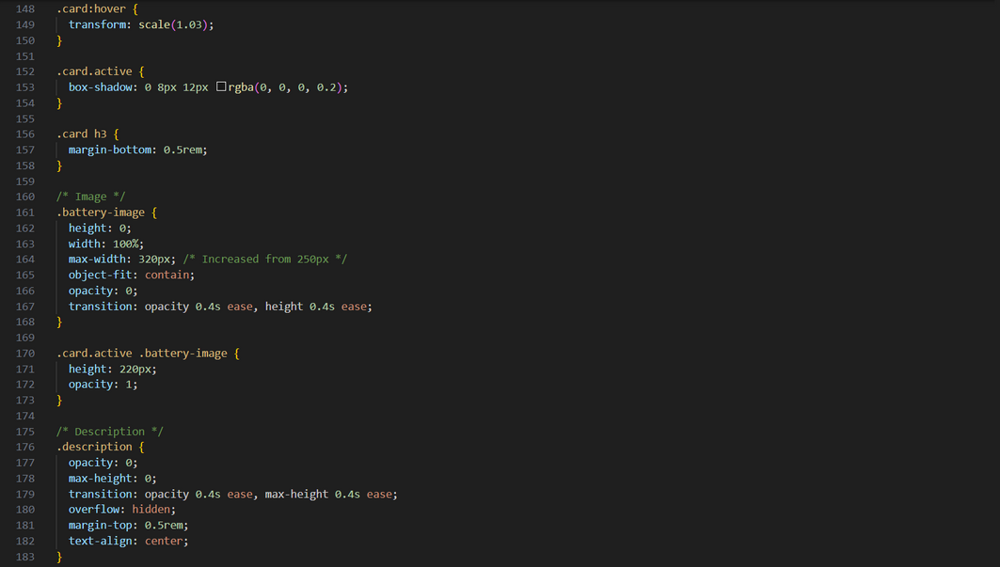 148 .card:hover {
149 transform: scale(1.03);
150 }
151
152 .card.active {
153 box-shadow: 0 8px 12px rgba(0, 0, 0, 0.2);
154 }
155
156 .card h3 {
157 margin-bottom: 0.5rem;
158 }
159
160 /* Image */
161 .battery-image {
162 height: 0;
163 width: 100%;
164 max-width: 320px; /* Increased from 250px */
165 object-fit: contain;
166 opacity: 0;
167 transition: opacity 0.4s ease, height 0.4s ease;
168 }
169
170 .card.active .battery-image {
171 height: 220px;
172 opacity: 1;
173 }
174
175 /* Description */
176 .description {
177 opacity: 0;
178 max-height: 0;
179 transition: opacity 0.4s ease, max-height 0.4s ease;
180 overflow: hidden;
181 margin-top: 0.5rem;
182 text-align: center;
183 }